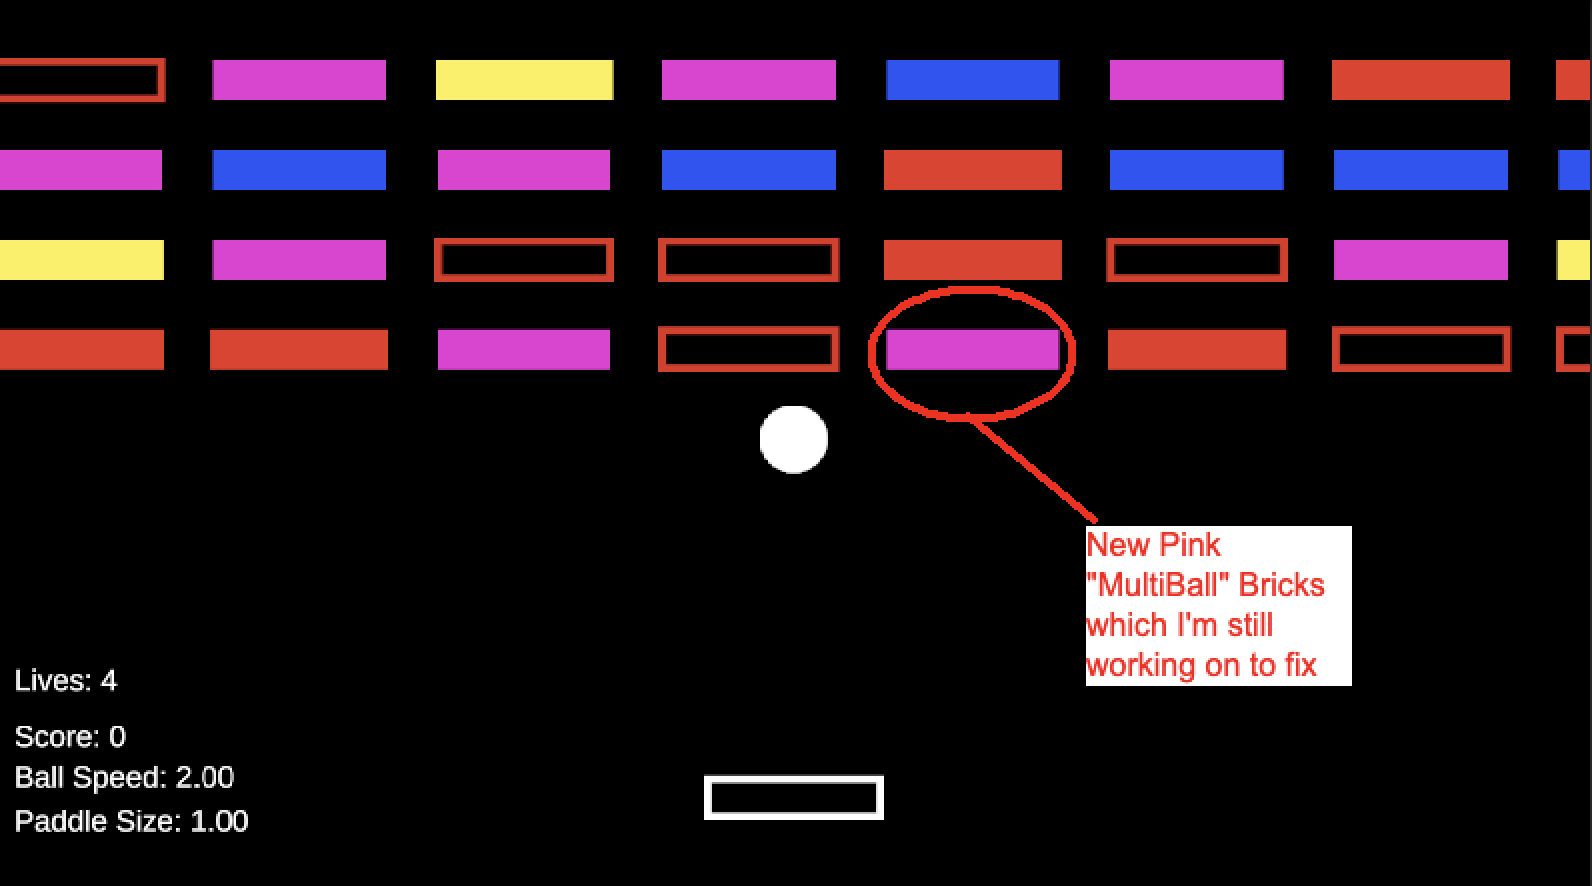 New Pink
"MultiBall" Bricks
which I'm still
working on to fix
Lives: 4
Score: 0
Ball Speed: 2.00
Paddle Size: 1.00